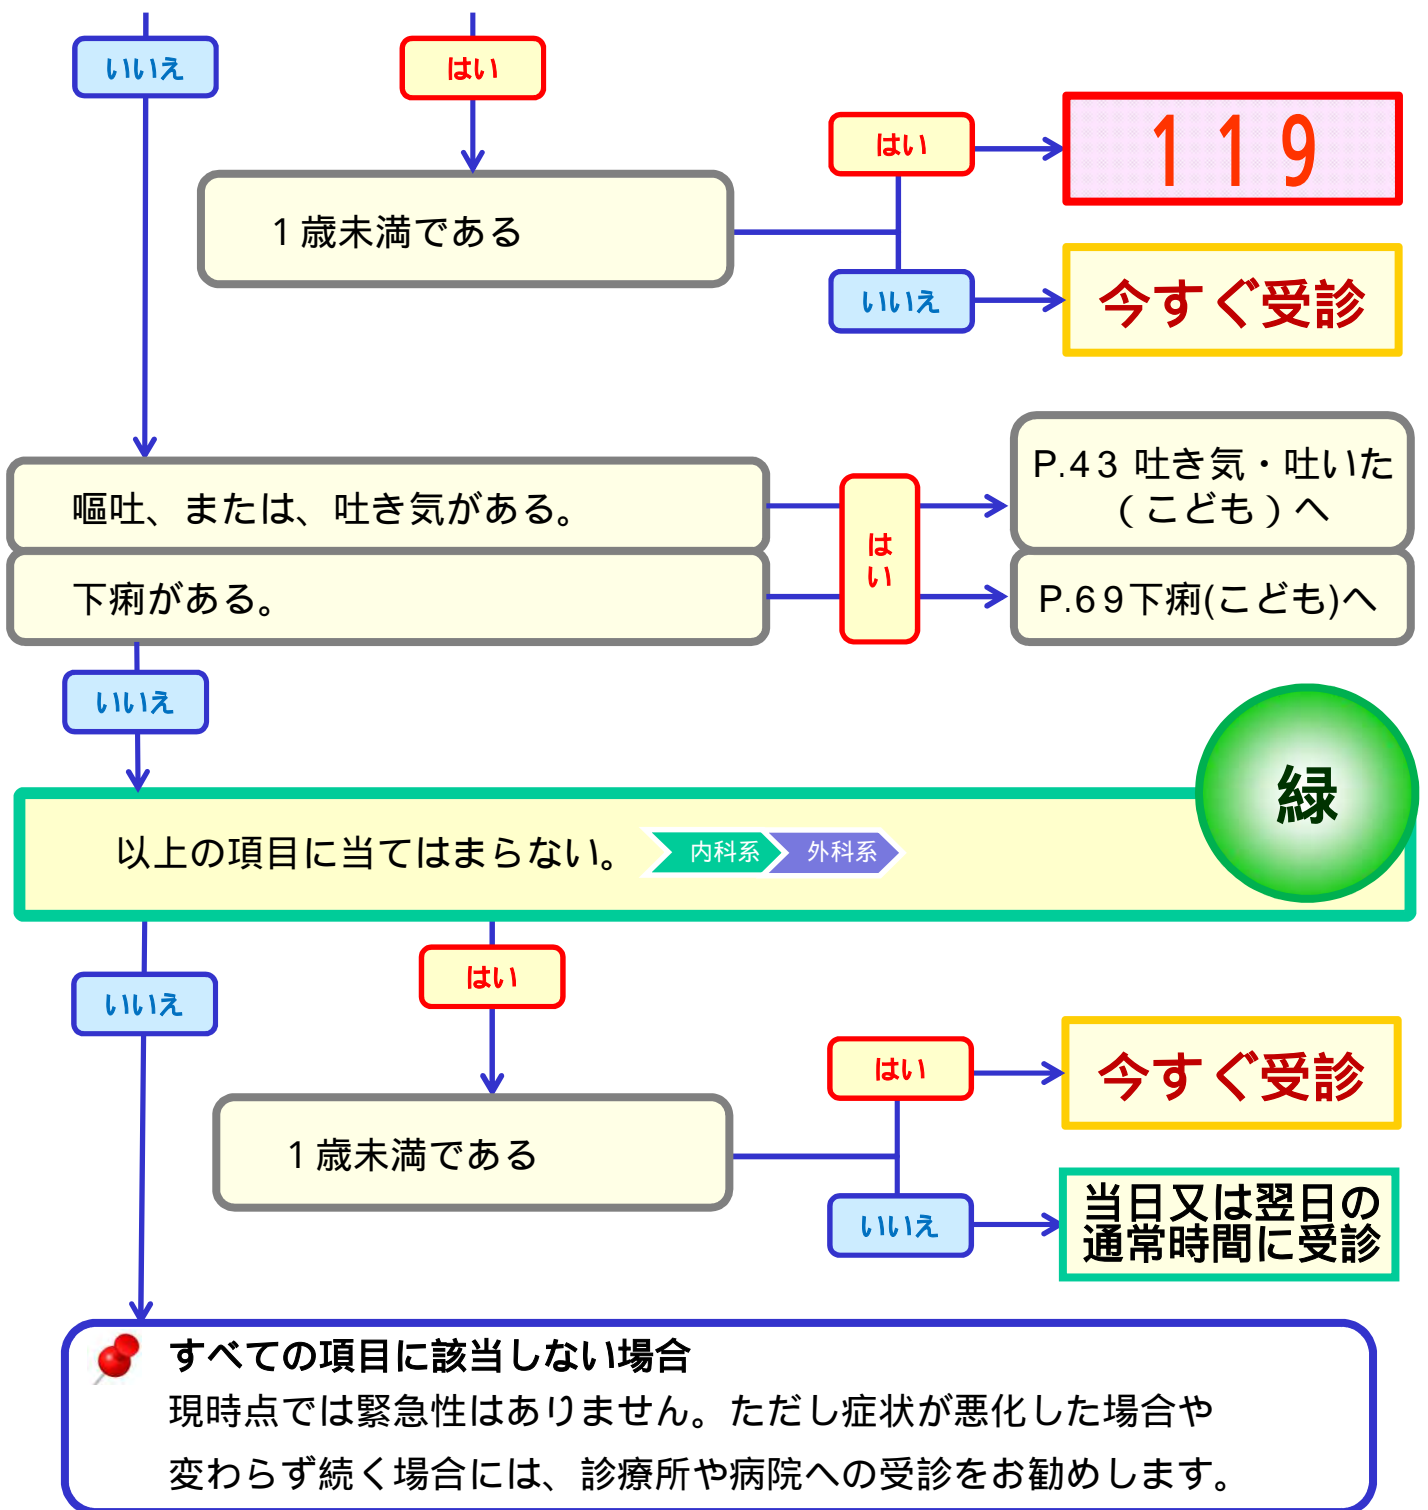 いいえ
はい
はい
119
1歳未満である
いいえ
今すぐ受診
嘔吐、または、吐き気がある。
はい
P.43 吐き気・吐いた
(こども)へ
下痢がある。
P.69下痢(こども)へ
いいえ
緑
以上の項目に当てはまらない。 内科系 外科系
いいえ
はい
はい
今すぐ受診
1歳未満である
いいえ
当日又は翌日の
通常時間に受診
すべての項目に該当しない場合
現時点では緊急性はありません。ただし症状が悪化した場合や
変わらず続く場合には、診療所や病院への受診をお勧めします。